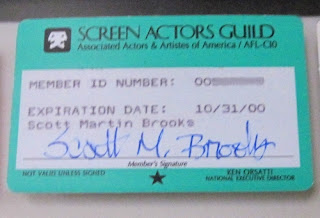 SCREEN ACTORS GUILD
Associated Actors & Artistes of America / AFL-CIO
MEMBER ID NUMBER: 00
EXPIRATION DATE: 10/31/00
Scott Martin Brooks
Scott M. Brooks
Member's Signature
NOT VALID UNLESS SIGNED
KEN ORSATTI
NATIONAL EXECUTIVE DIRECTOR